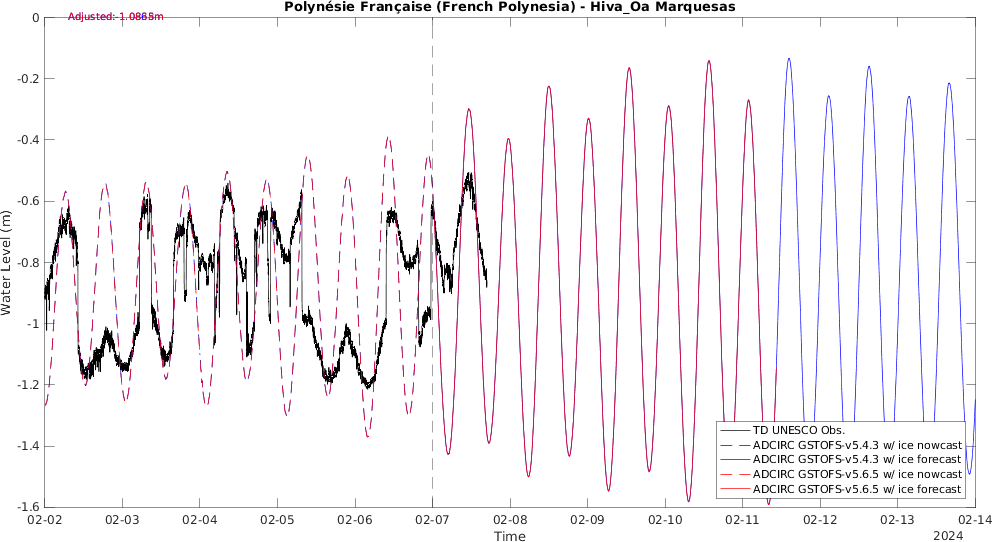 Polynésie Française (French Polynesia) - Hiva_Oa Marquesas
0
-0.2
-0.4
-0.6
-0.8
-1
-1.2
-1.4
-1.6
Water Level (m)
TD UNESCO Obs.
ADCIRC GSTOFS-v5.4.3 w/ ice nowcast
ADCIRC GSTOFS-v5.4.3 w/ ice forecast
ADCIRC GSTOFS-v5.6.5 w/ ice nowcast
ADCIRC GSTOFS-v5.6.5 w/ ice forecast
02-02 02-03 02-04 02-05 02-06 02-07 02-08 02-09 02-10 02-11 02-12 02-13 02-14
Time
2024
Adjusted: